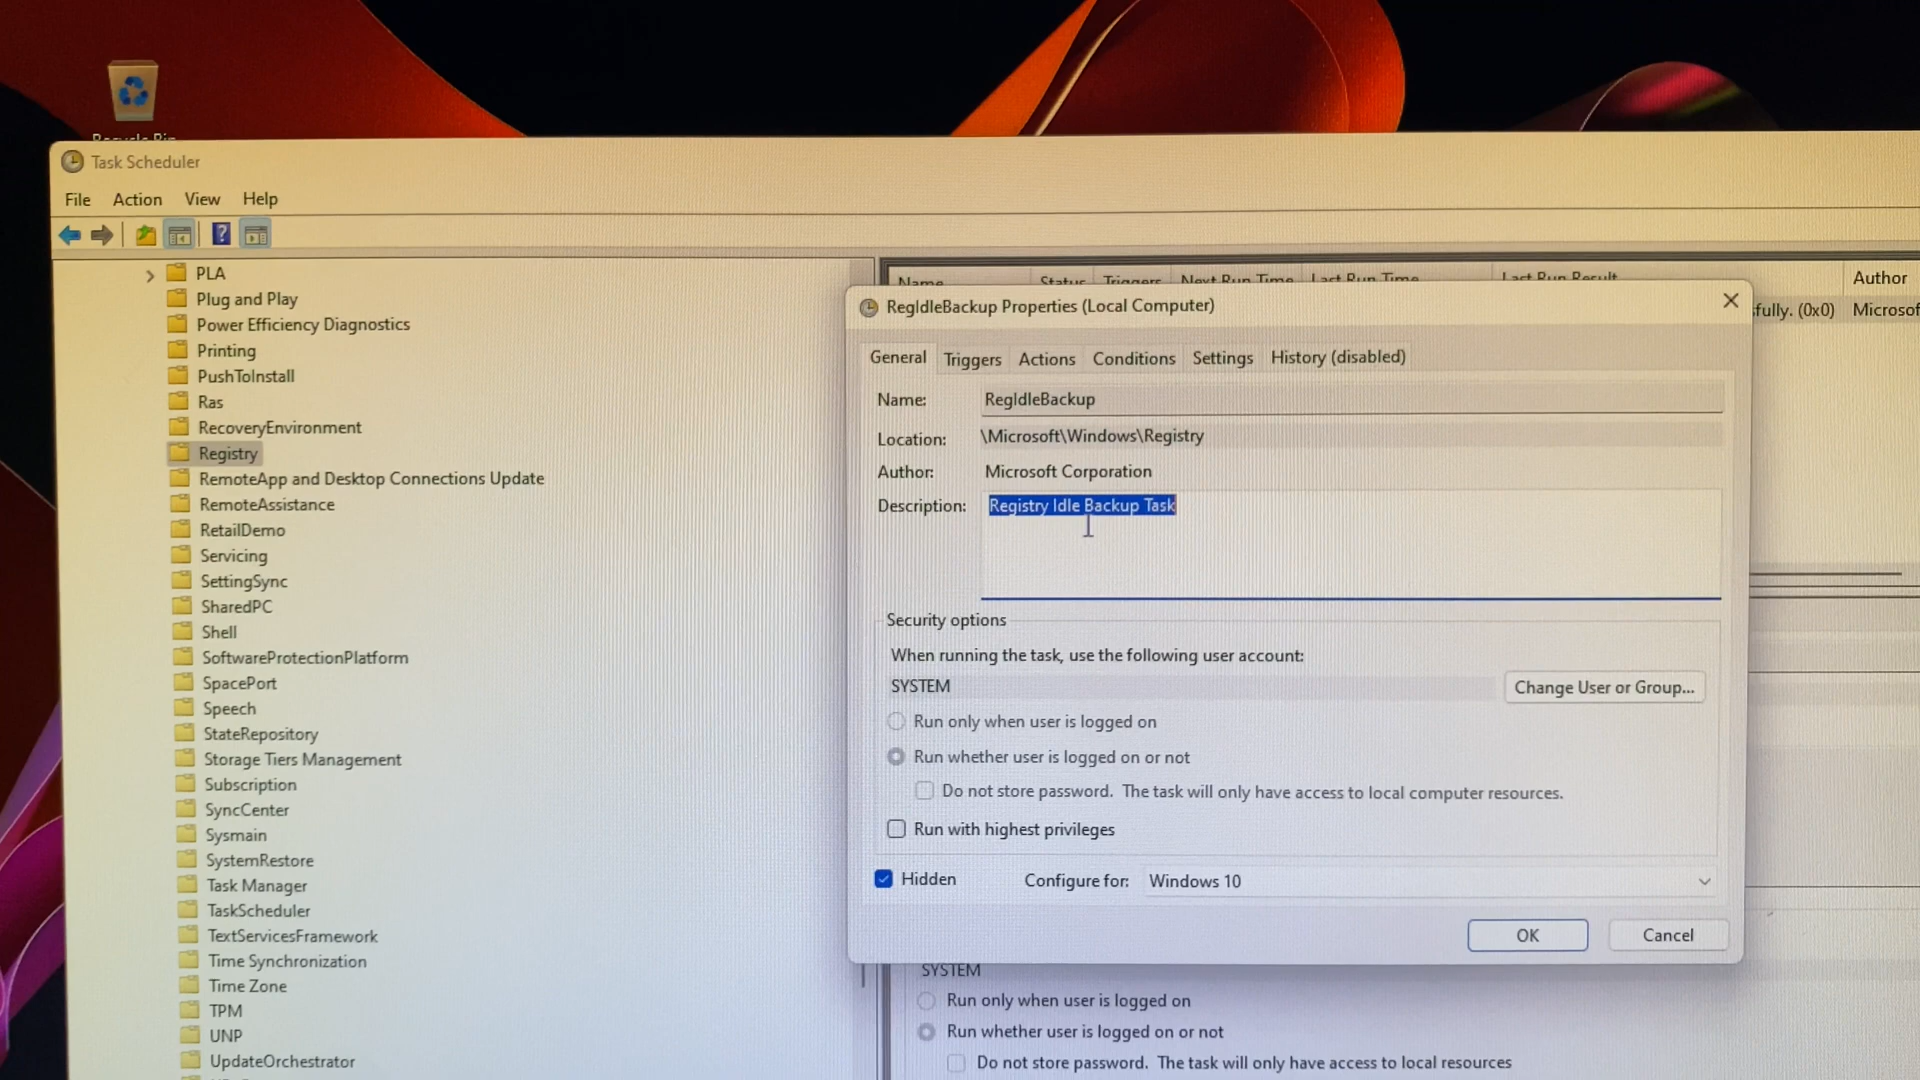 Recycle Bin
Task Scheduler
File Action View Help
PLA
Plug and Play
Power Efficiency Diagnostics
Printing
PushToInstall
Ras
RecoveryEnvironment
Registry
RemoteApp and Desktop Connections Update
RemoteAssistance
RetailDemo
Servicing
SettingSync
SharedPC
Shell
SoftwareProtectionPlatform
SpacePort
Speech
StateRepository
Storage Tiers Management
Subscription
SyncCenter
Sysmain
SystemRestore
Task Manager
TaskScheduler
TextServicesFramework
Time Synchronization
Time Zone
TPM
UNP
UpdateOrchestrator
Name Status Triggers Next Run Time Last Run Time Last Run Result Author
fully. (0x0) Microsof
RegIdleBackup Properties (Local Computer)
General Triggers Actions Conditions Settings History (disabled)
Name: RegIdleBackup
Location: \Microsoft\Windows\Registry
Author: Microsoft Corporation
Description: Registry Idle Backup Task
Security options
When running the task, use the following user account:
SYSTEM Change User or Group...
Run only when user is logged on
Run whether user is logged on or not
Do not store password. The task will only have access to local computer resources.
Run with highest privileges
Hidden Configure for: Windows 10
OK Cancel
SYSTEM
Run only when user is logged on
Run whether user is logged on or not
Do not store password. The task will only have access to local resources